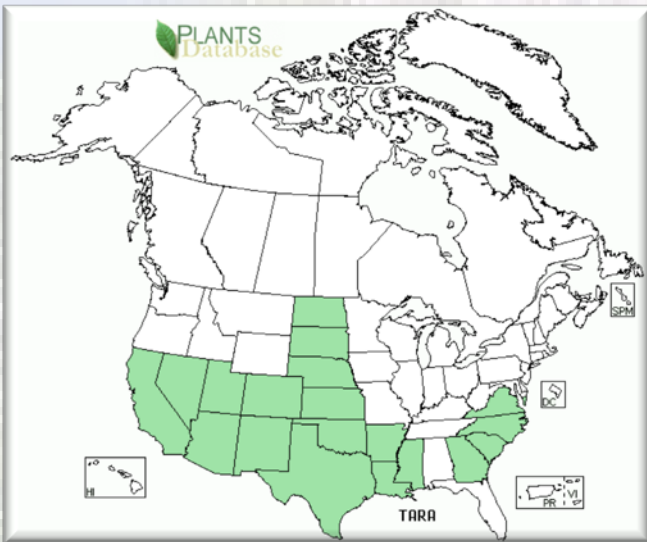 PLANTS
Database
SPM
DC
HI
PR
VI
TARA